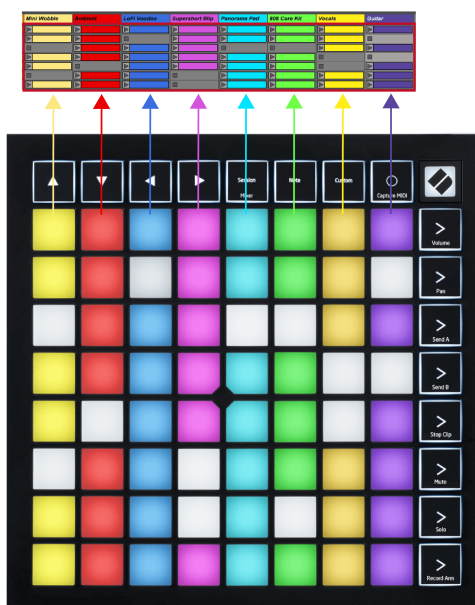 Mini Wobble Ambient LoFi Voodoo Supershort Blip Panorama Pad 808 Core Kit Vocals Guitar
Session Note Custom
Mixer Capture MIDI
Volume
Pan
Send A
Send B
Stop Clip
Mute
Solo
Record Arm